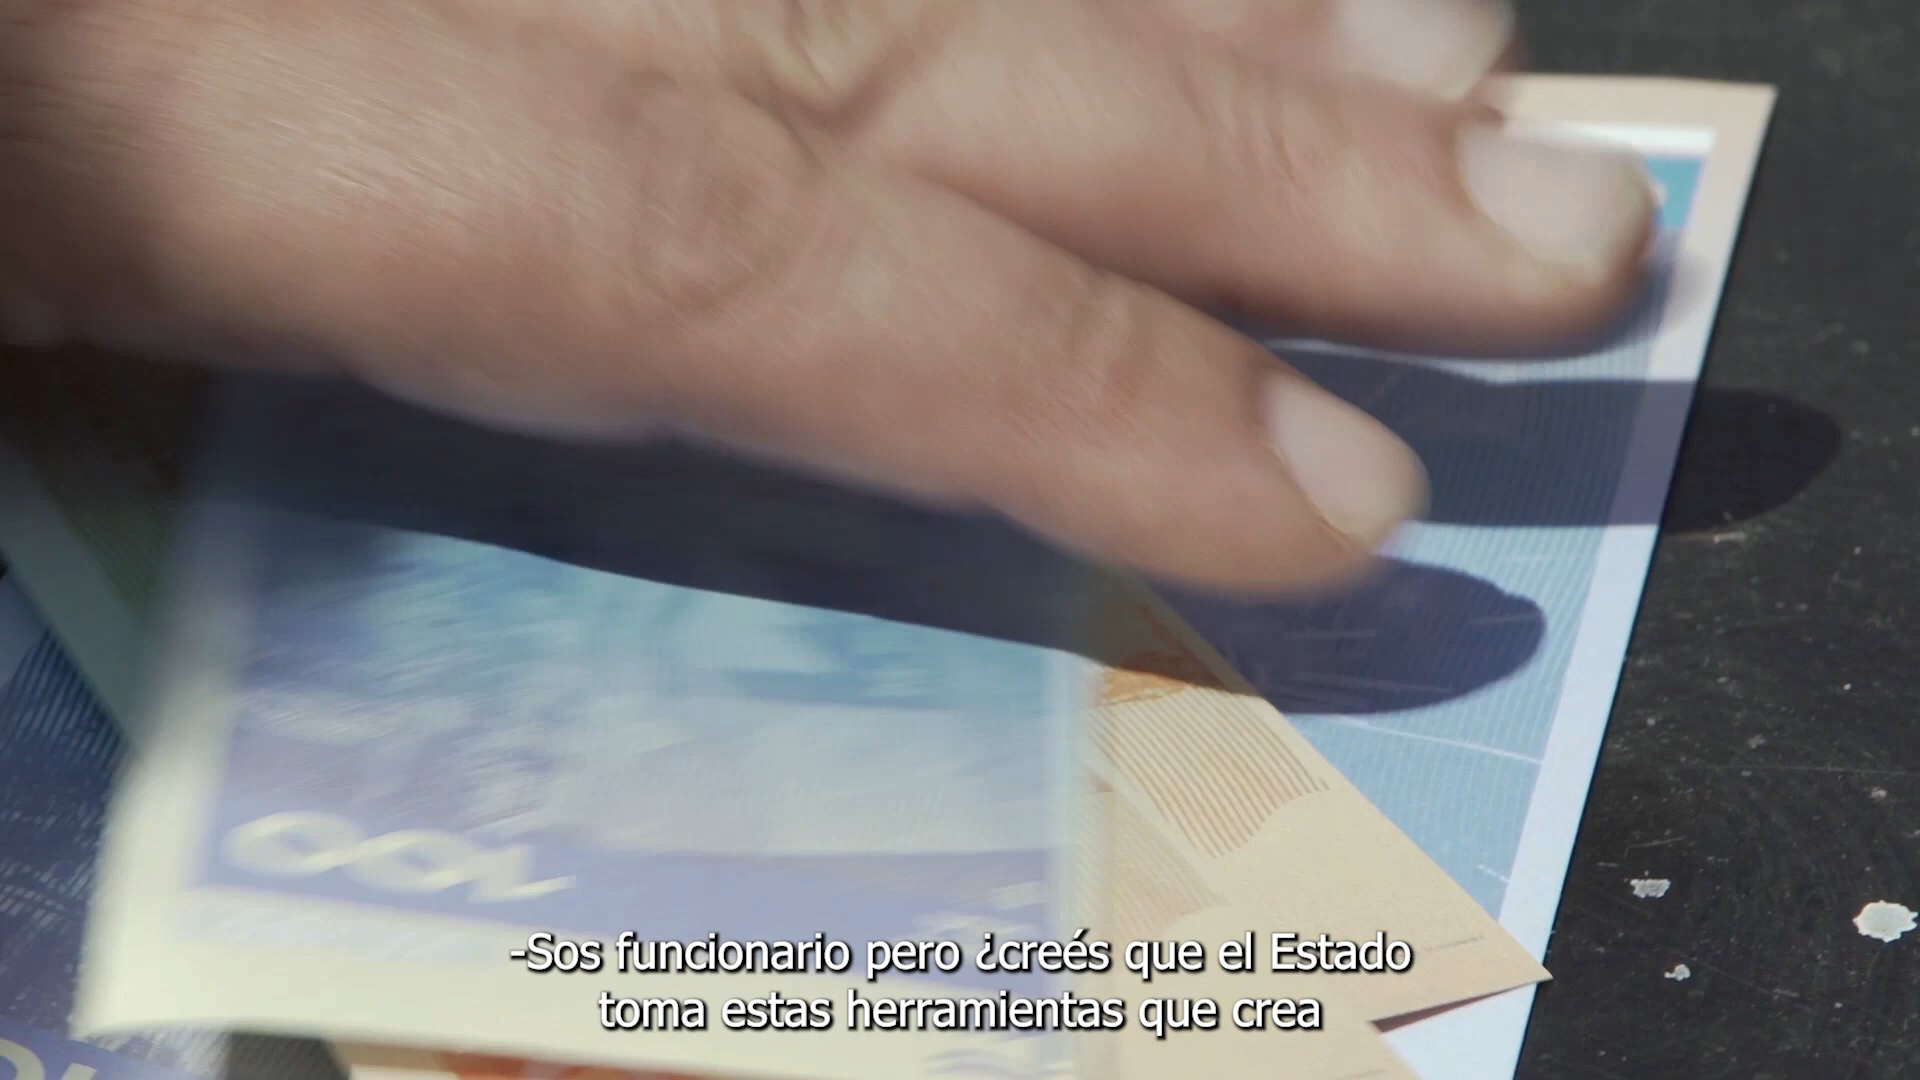 -Sos funcionario pero ¿creés que el Estado
toma estas herramientas que crea